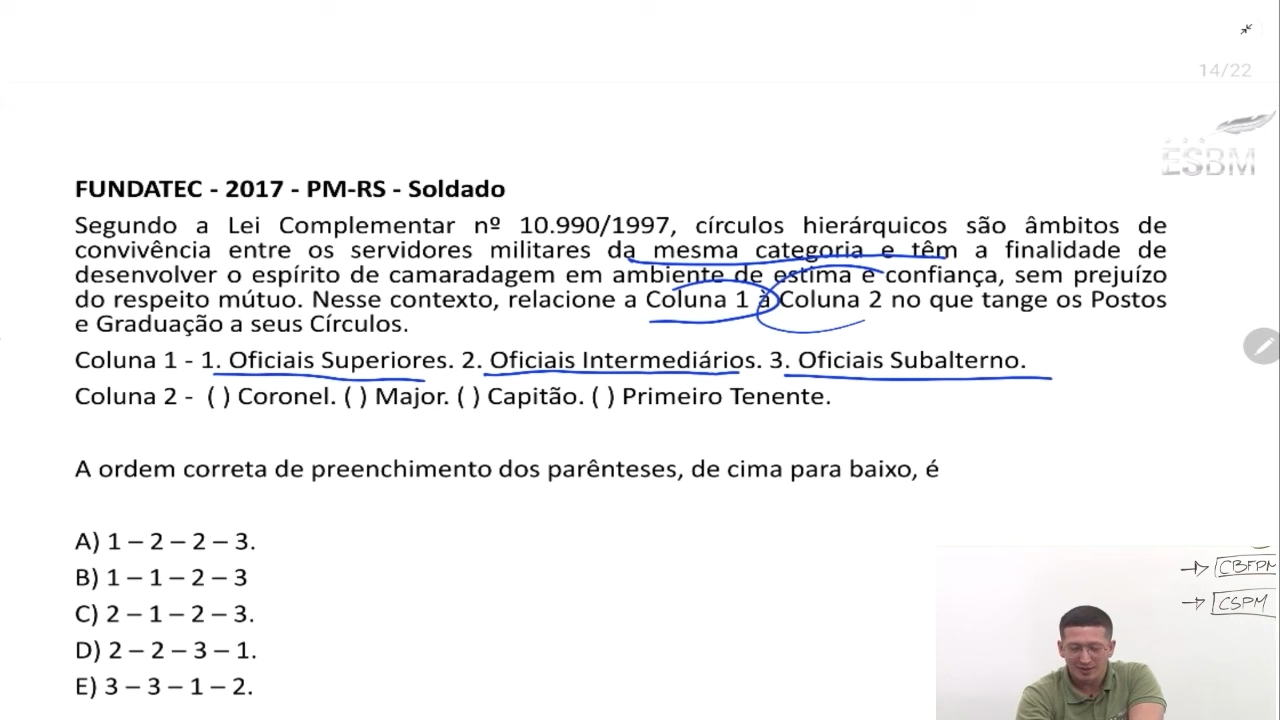 14/22
ESBM
FUNDATEC - 2017 - PM-RS - Soldado
Segundo a Lei Complementar nº 10.990/1997, círculos hierárquicos são âmbitos de
convivência entre os servidores militares da mesma categoria e têm a finalidade de
desenvolver o espírito de camaradagem em ambiente de estima e confiança, sem prejuízo
do respeito mútuo. Nesse contexto, relacione a Coluna 1 à Coluna 2 no que tange os Postos
e Graduação a seus Círculos.
Coluna 1 - 1. Oficiais Superiores. 2. Oficiais Intermediários. 3. Oficiais Subalterno.
Coluna 2 - ( ) Coronel. ( ) Major. ( ) Capitão. ( ) Primeiro Tenente.
A ordem correta de preenchimento dos parênteses, de cima para baixo, é
A) 1 – 2 – 2 – 3.
B) 1 – 1 – 2 – 3
C) 2 – 1 – 2 – 3.
D) 2 – 2 – 3 – 1.
E) 3 – 3 – 1 – 2.
→ CBFPM
→ CSPM